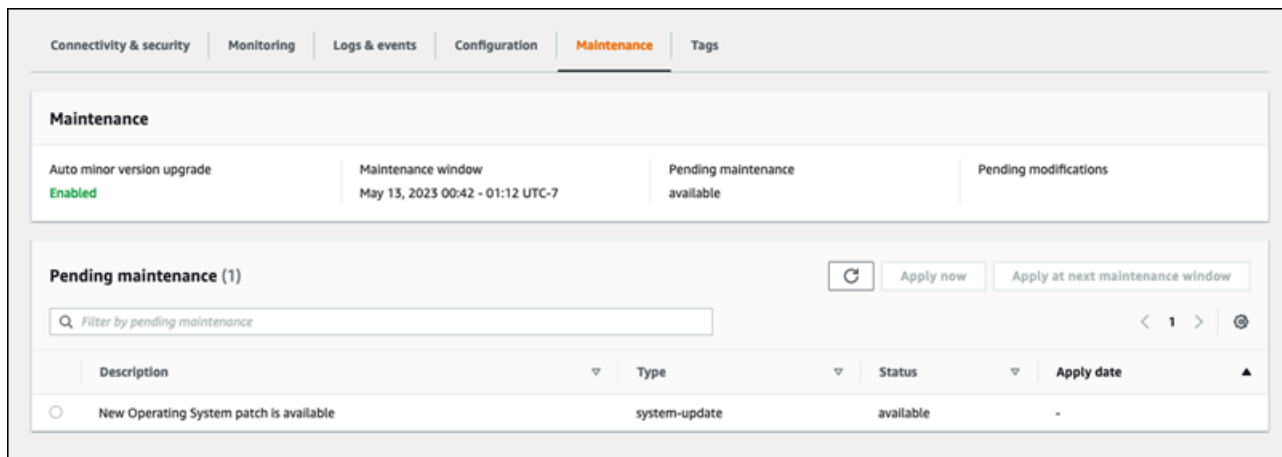 Connectivity & security Monitoring Logs & events Configuration Maintenance Tags
Maintenance
Auto minor version upgrade Maintenance window Pending maintenance Pending modifications
Enabled May 13, 2023 00:42 - 01:12 UTC-7 available
Pending maintenance (1) Apply now Apply at next maintenance window
Filter by pending maintenance 1
Description Type Status Apply date
New Operating System patch is available system-update available -